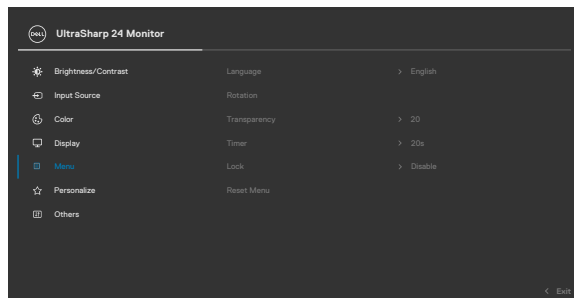 DELL UltraSharp 24 Monitor
Brightness/Contrast Language > English
Input Source Rotation
Color Transparency > 20
Display Timer > 20s
Menu Lock > Disable
Personalize Reset Menu
Others
< Exit